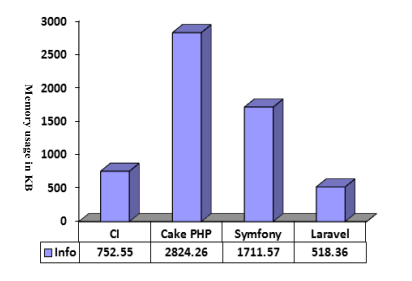 3000
2500
2000
1500
1000
500
0
Memory usage in KB
CI Cake PHP Symfony Laravel
Info 752.55 2824.26 1711.57 518.36